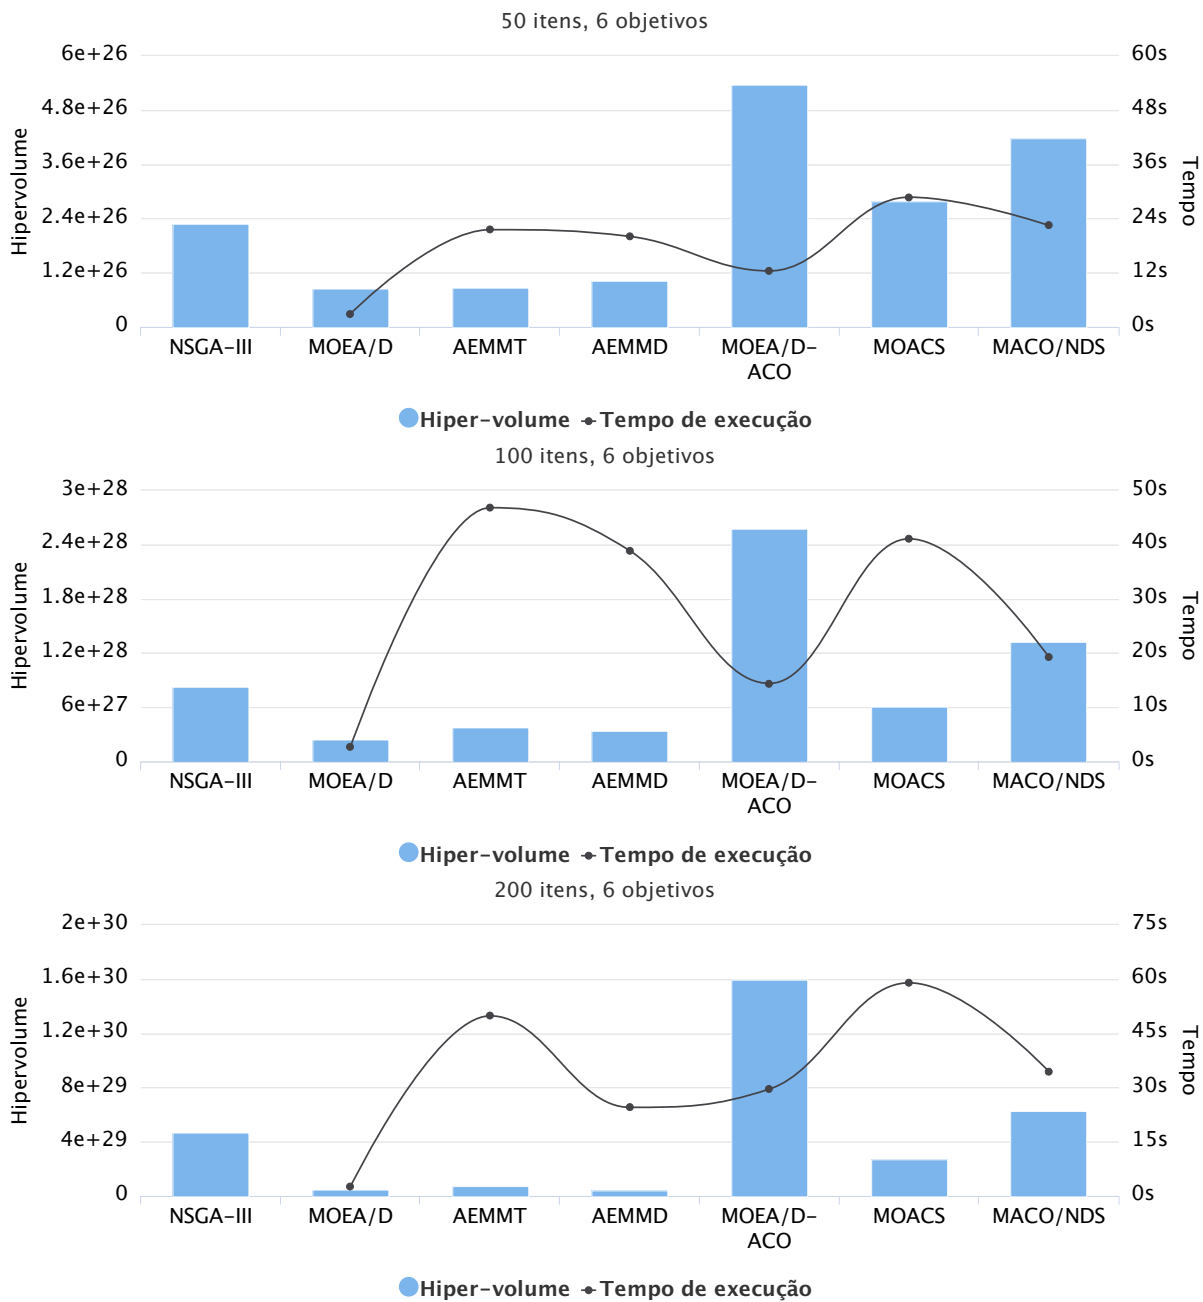 50 itens, 6 objetivos
6e+26
4.8e+26
3.6e+26
2.4e+26
1.2e+26
0
Hipervolume
60s
48s
36s
24s
12s
0s
Tempo
NSGA-III MOEA/D AEMMT AEMMD MOEA/D-ACO MOACS MACO/NDS
Hiper-volume Tempo de execução
100 itens, 6 objetivos
3e+28
2.4e+28
1.8e+28
1.2e+28
6e+27
0
Hipervolume
50s
40s
30s
20s
10s
0s
Tempo
NSGA-III MOEA/D AEMMT AEMMD MOEA/D-ACO MOACS MACO/NDS
Hiper-volume Tempo de execução
200 itens, 6 objetivos
2e+30
1.6e+30
1.2e+30
8e+29
4e+29
0
Hipervolume
75s
60s
45s
30s
15s
0s
Tempo
NSGA-III MOEA/D AEMMT AEMMD MOEA/D-ACO MOACS MACO/NDS
Hiper-volume Tempo de execução